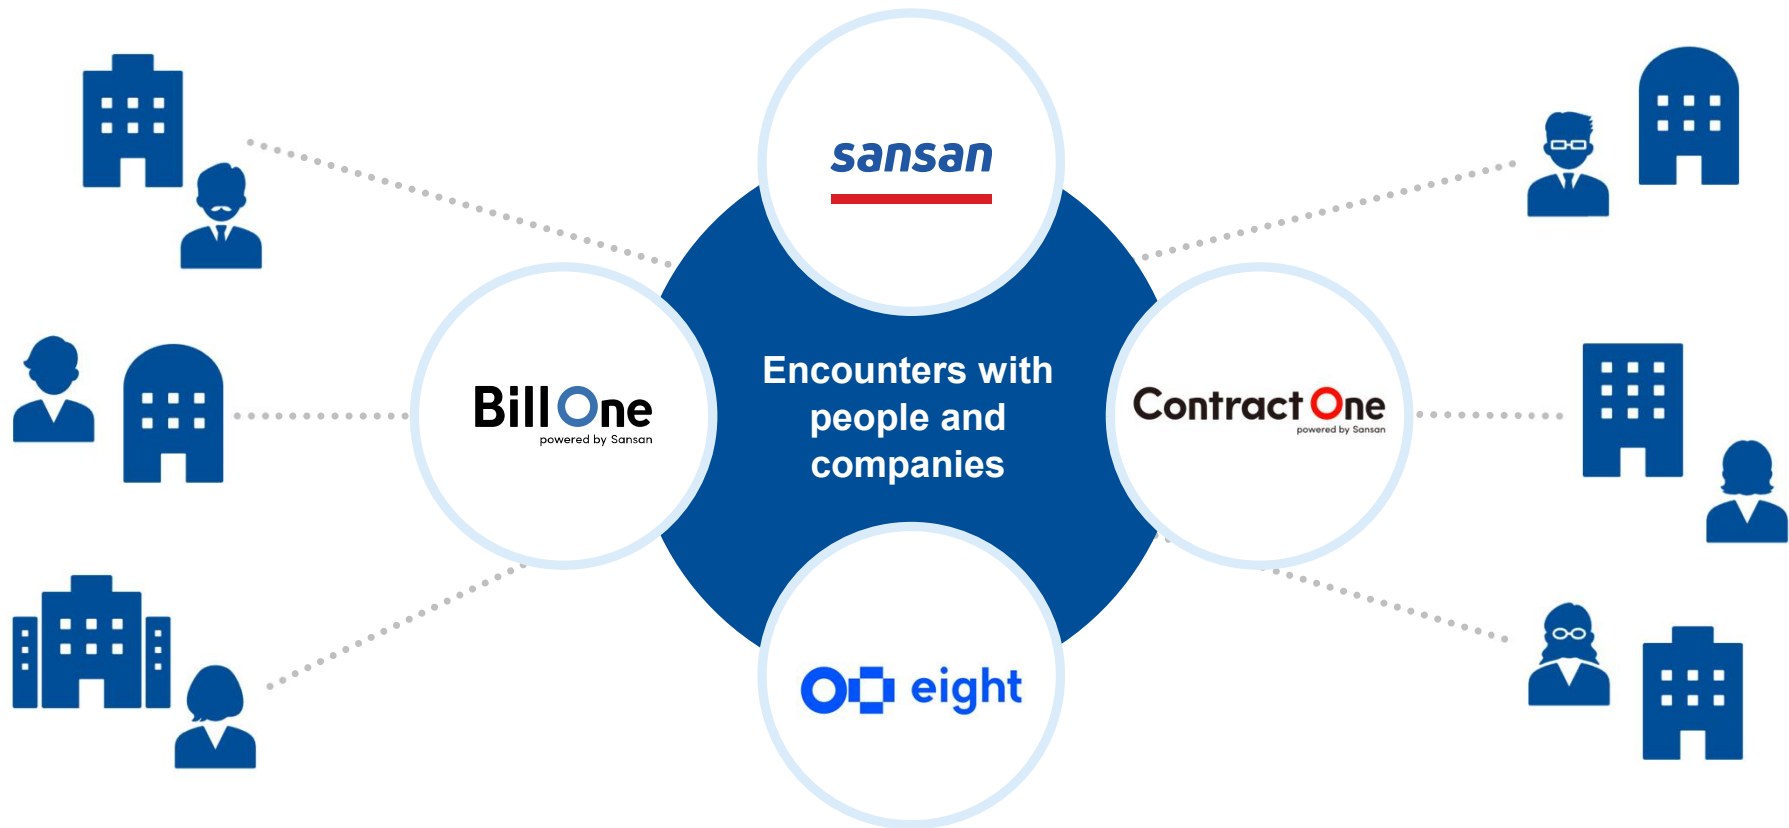 sansan
Bill One
powered by Sansan
Encounters with
people and
companies
Contract One
powered by Sansan
eight